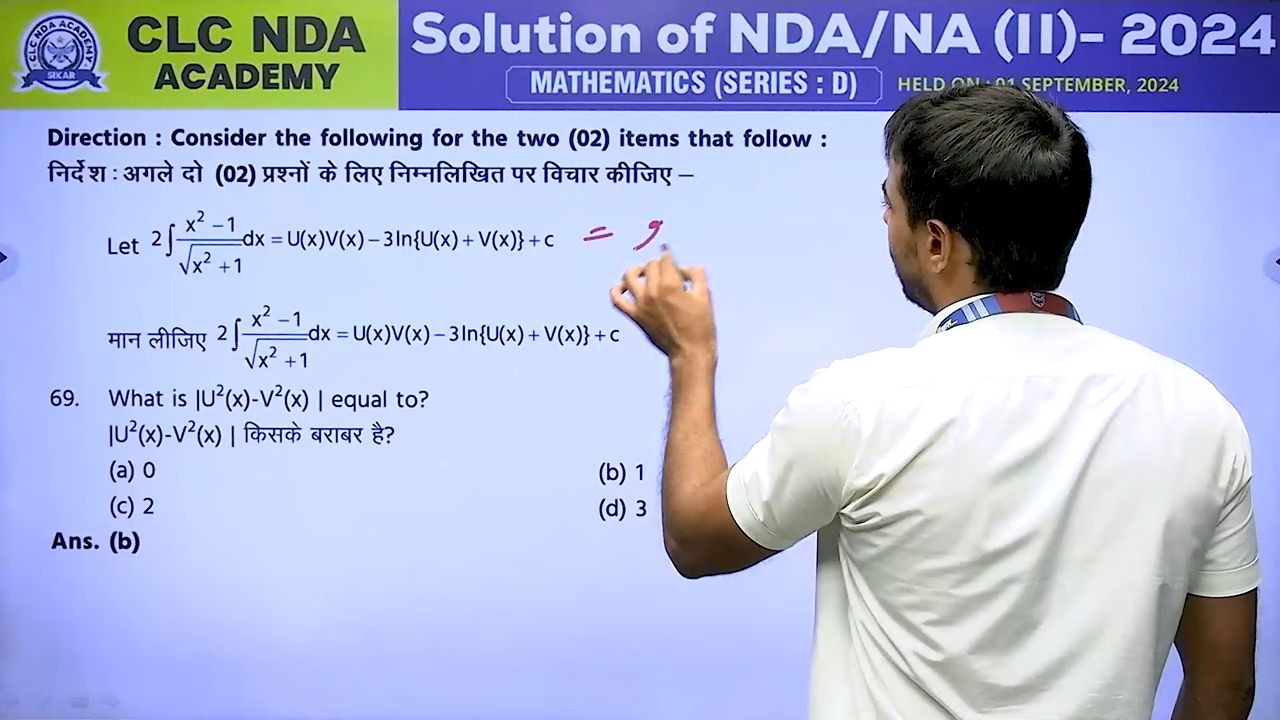 CLC NDA ACADEMY
SIKAR
CLC NDA
ACADEMY
Solution of NDA/NA (II)- 2024
MATHEMATICS (SERIES : D)
HELD ON : 01 SEPTEMBER, 2024
Direction : Consider the following for the two (02) items that follow :
निर्देश : अगले दो (02) प्रश्नों के लिए निम्नलिखित पर विचार कीजिए –
Let 2∫ x² – 1 / √x² + 1 dx = U(x)V(x) – 3ln{U(x) + V(x)} + c =
मान लीजिए 2∫ x² – 1 / √x² + 1 dx = U(x)V(x) – 3ln{U(x) + V(x)} + c
69. What is |U²(x)-V²(x) | equal to?
|U²(x)-V²(x) | किसके बराबर है?
(a) 0 (b) 1
(c) 2 (d) 3
Ans. (b)